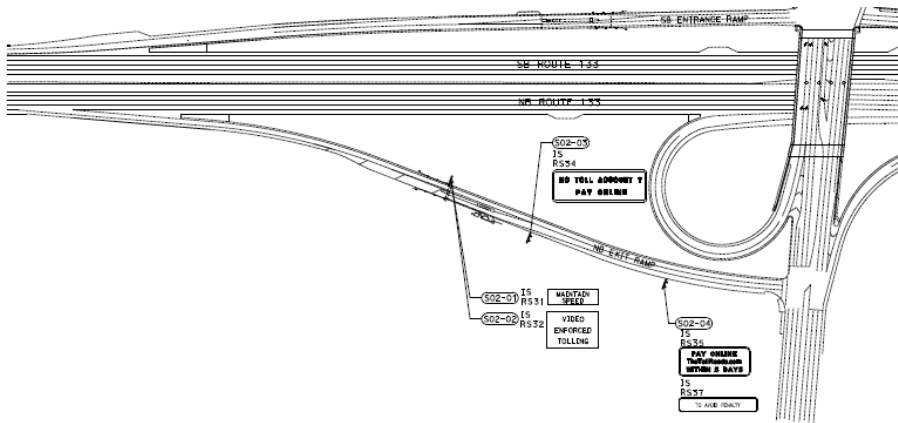 SB ENTRANCE RAMP
SB ROUTE 133
NB ROUTE 133
S02-03
IS
RS34
NO TOLL ACCOUNT ?
PAY ONLINE
NB EXIT RAMP
S02-01
IS
RS31
MAINTAIN
SPEED
S02-02
IS
RS32
VIDEO
ENFORCED
TOLLING
S02-04
IS
RS35
PAY ONLINE
TheTollRoads.com
WITHIN 5 DAYS
IS
RS37
TO AVOID PENALTY